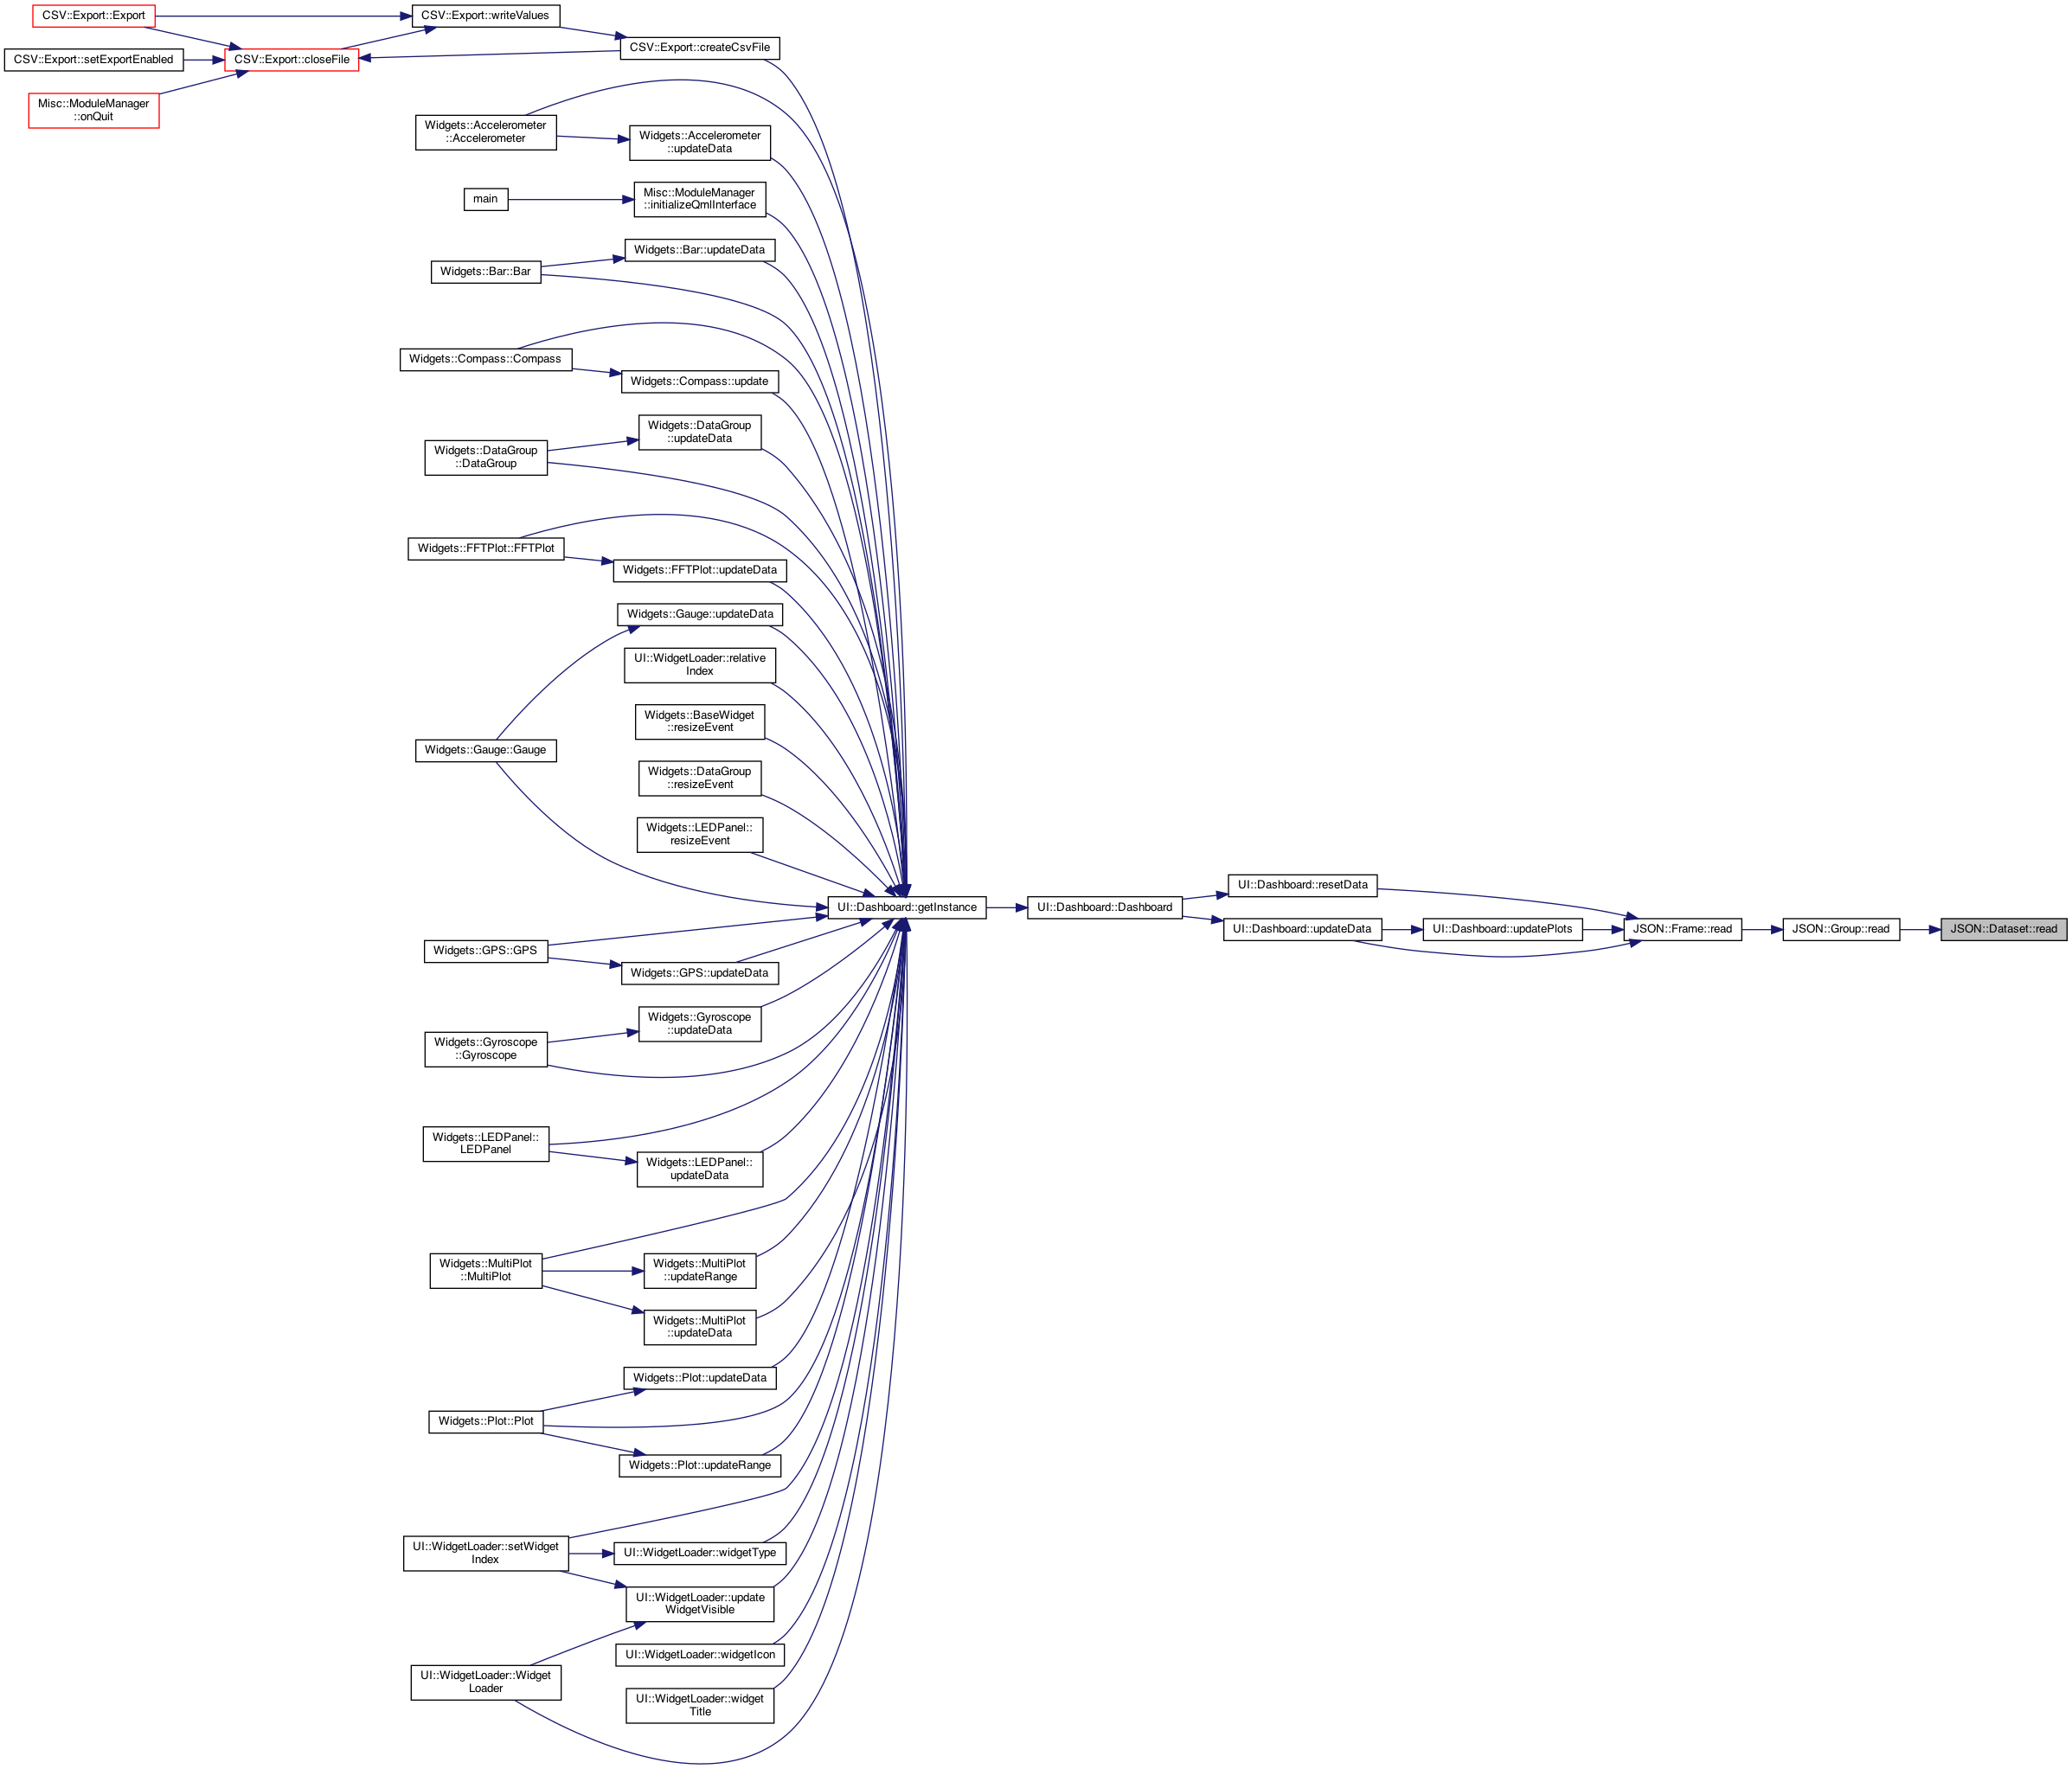 CSV::Export::Export
CSV::Export::writeValues
CSV::Export::createCsvFile
CSV::Export::setExportEnabled
CSV::Export::closeFile
Misc::ModuleManager
::onQuit
Widgets::Accelerometer
::Accelerometer
Widgets::Accelerometer
::updateData
main
Misc::ModuleManager
::initializeQmlInterface
Widgets::Bar::updateData
Widgets::Bar::Bar
Widgets::Compass::Compass
Widgets::Compass::update
Widgets::DataGroup
::updateData
Widgets::DataGroup
::DataGroup
Widgets::FFTPlot::FFTPlot
Widgets::FFTPlot::updateData
Widgets::Gauge::updateData
UI::WidgetLoader::relative
Index
Widgets::BaseWidget
::resizeEvent
Widgets::Gauge::Gauge
Widgets::DataGroup
::resizeEvent
Widgets::LEDPanel::
resizeEvent
UI::Dashboard::getInstance
UI::Dashboard::Dashboard
UI::Dashboard::resetData
UI::Dashboard::updateData
UI::Dashboard::updatePlots
JSON::Frame::read
JSON::Group::read
JSON::Dataset::read
Widgets::GPS::GPS
Widgets::GPS::updateData
Widgets::Gyroscope
::updateData
Widgets::Gyroscope
::Gyroscope
Widgets::LEDPanel::
LEDPanel
Widgets::LEDPanel::
updateData
Widgets::MultiPlot
::MultiPlot
Widgets::MultiPlot
::updateRange
Widgets::MultiPlot
::updateData
Widgets::Plot::updateData
Widgets::Plot::Plot
Widgets::Plot::updateRange
UI::WidgetLoader::setWidget
Index
UI::WidgetLoader::widgetType
UI::WidgetLoader::update
WidgetVisible
UI::WidgetLoader::widgetIcon
UI::WidgetLoader::Widget
Loader
UI::WidgetLoader::widget
Title